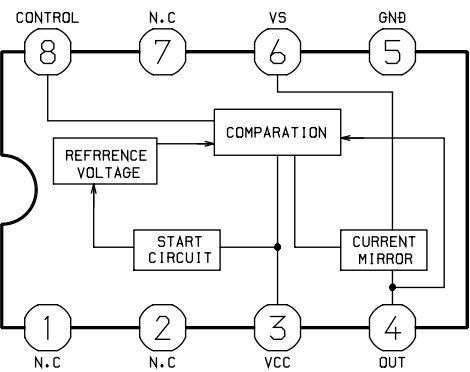 CONTROL N.C VS GND
8 7 6 5
COMPARATION
REFRRENCE
VOLTAGE
START
CIRCUIT
CURRENT
MIRROR
1 2 3 4
N.C N.C VCC OUT